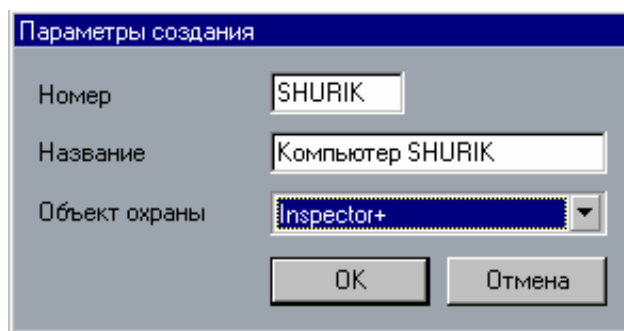 Параметры создания
Номер SHURIK
Название Компьютер SHURIK
Объект охраны Inspector+
OK Отмена